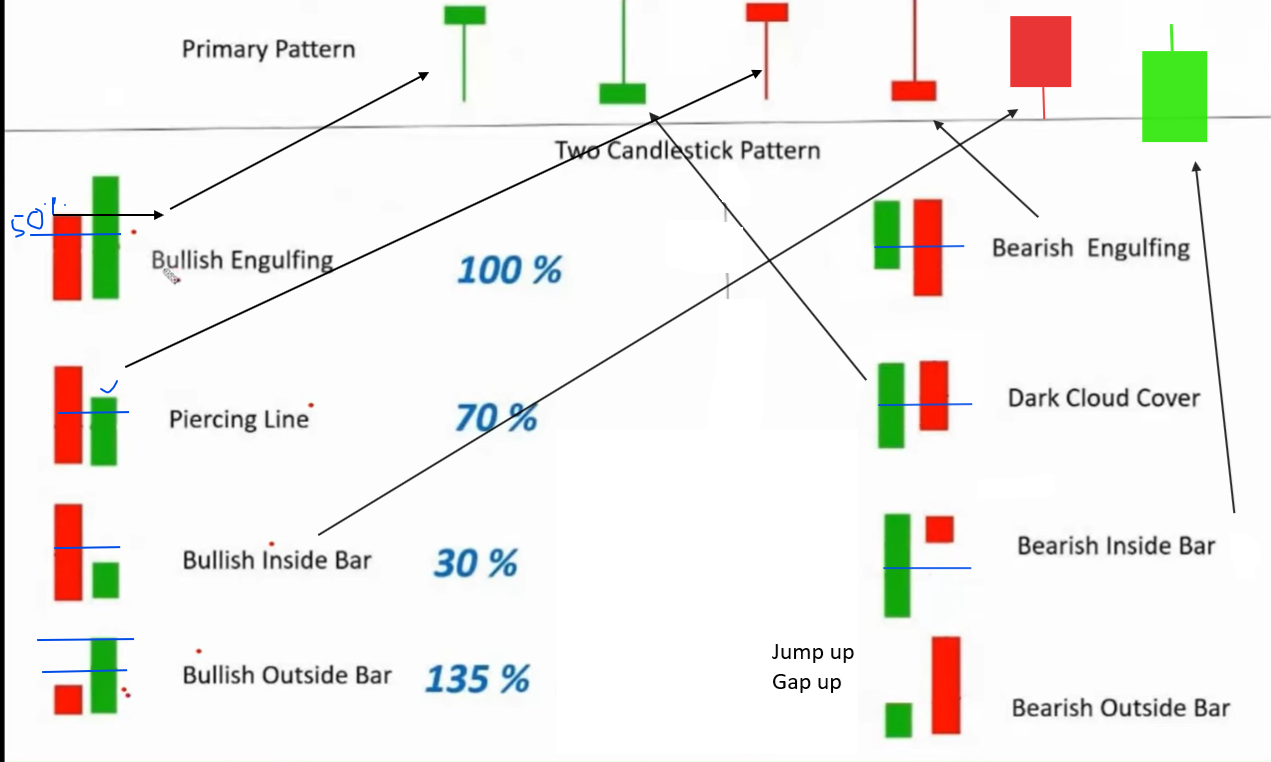 Primary Pattern
Two Candlestick Pattern
50%
Bullish Engulfing
100 %
Bearish  Engulfing
Piercing Line
70 %
Dark Cloud Cover
Bullish Inside Bar
30 %
Bearish Inside Bar
Bullish Outside Bar
135 %
Jump up
Gap up
Bearish Outside Bar